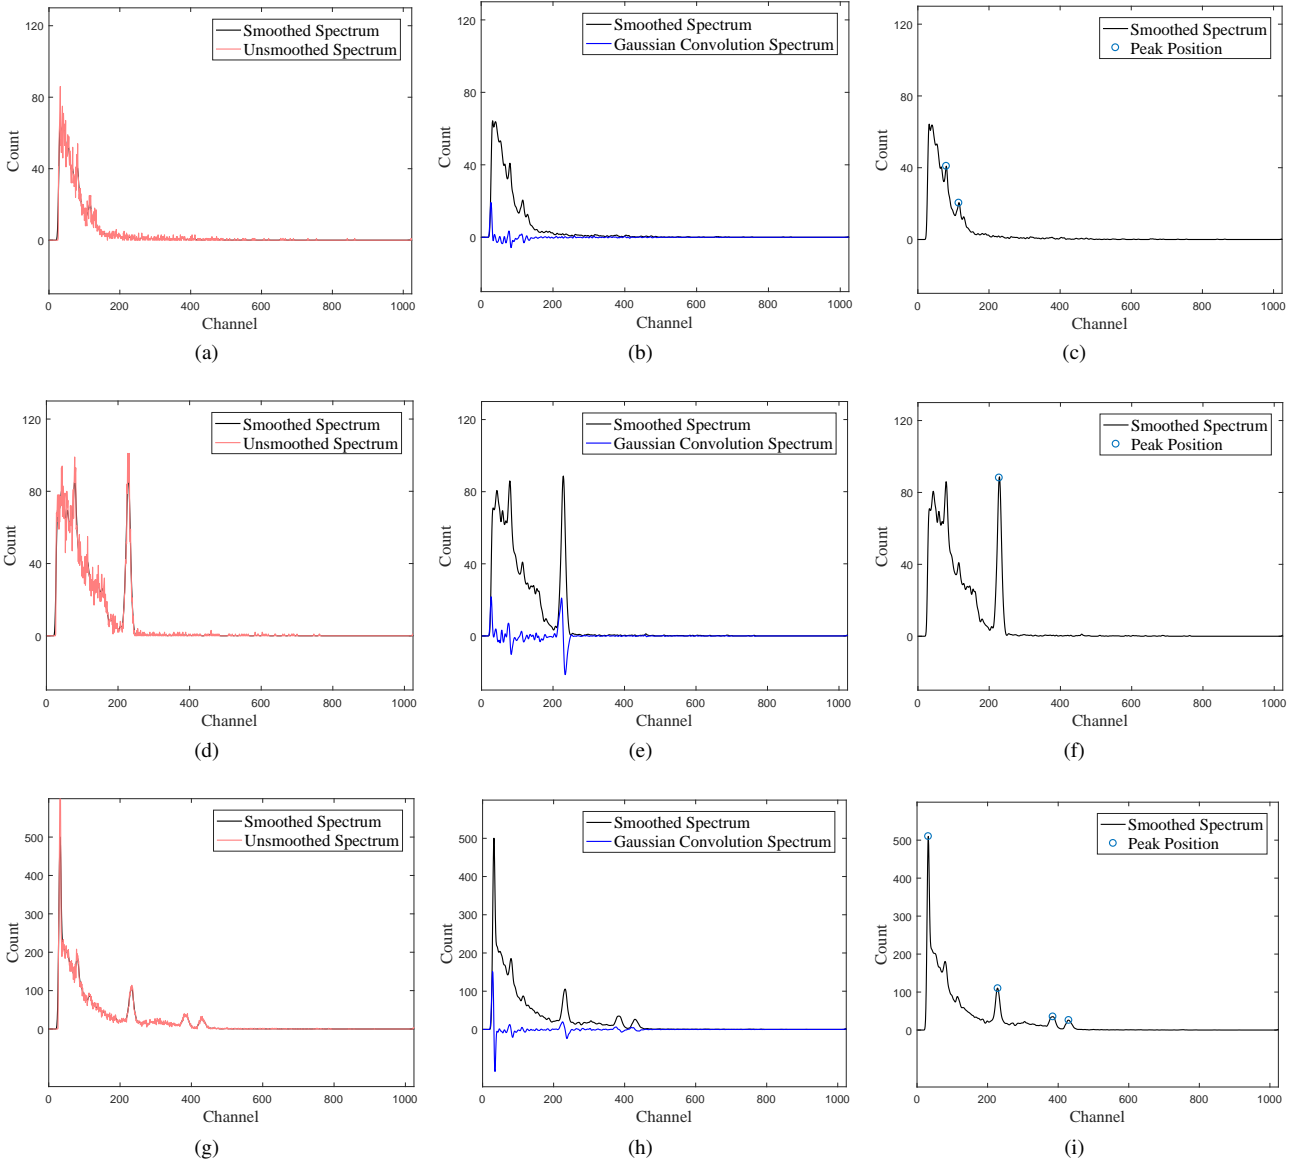 Smoothed Spectrum
Unsmoothed Spectrum
120
80
40
0
Count
0 200 400 600 800 1000
Channel
(a)
Smoothed Spectrum
Gaussian Convolution Spectrum
120
80
40
0
Count
0 200 400 600 800 1000
Channel
(b)
Smoothed Spectrum
Peak Position
120
80
40
0
Count
0 200 400 600 800 1000
Channel
(c)
Smoothed Spectrum
Unsmoothed Spectrum
120
80
40
0
Count
0 200 400 600 800 1000
Channel
(d)
Smoothed Spectrum
Gaussian Convolution Spectrum
120
80
40
0
Count
0 200 400 600 800 1000
Channel
(e)
Smoothed Spectrum
Peak Position
120
80
40
0
Count
0 200 400 600 800 1000
Channel
(f)
Smoothed Spectrum
Unsmoothed Spectrum
500
400
300
200
100
0
Count
0 200 400 600 800 1000
Channel
(g)
Smoothed Spectrum
Gaussian Convolution Spectrum
500
400
300
200
100
0
Count
0 200 400 600 800 1000
Channel
(h)
Smoothed Spectrum
Peak Position
500
400
300
200
100
0
Count
0 200 400 600 800 1000
Channel
(i)